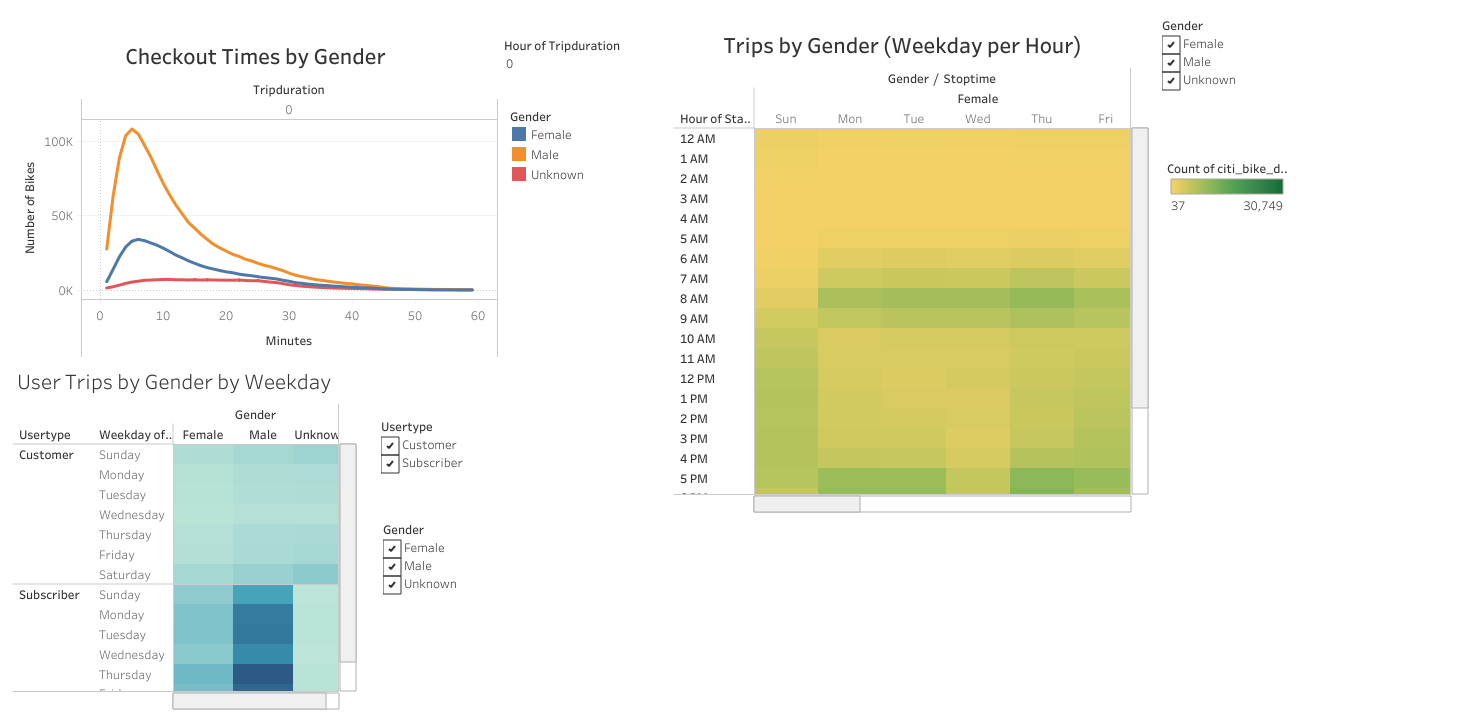 Checkout Times by Gender
Hour of Tripduration
0
Tripduration
0
Gender
Female
Male
Unknown
Number of Bikes
100K
50K
0K
0 10 20 30 40 50 60
Minutes
User Trips by Gender by Weekday
Gender
Usertype Weekday of.. Female Male Unknow
Customer Sunday
Monday
Tuesday
Wednesday
Thursday
Friday
Saturday
Subscriber Sunday
Monday
Tuesday
Wednesday
Thursday
Usertype
Customer
Subscriber
Gender
Female
Male
Unknown
Trips by Gender (Weekday per Hour)
Gender / Stoptime
Female
Hour of Sta.. Sun Mon Tue Wed Thu Fri
12 AM
1 AM
2 AM
3 AM
4 AM
5 AM
6 AM
7 AM
8 AM
9 AM
10 AM
11 AM
12 PM
1 PM
2 PM
3 PM
4 PM
5 PM
Gender
Female
Male
Unknown
Count of citi_bike_d..
37 30,749